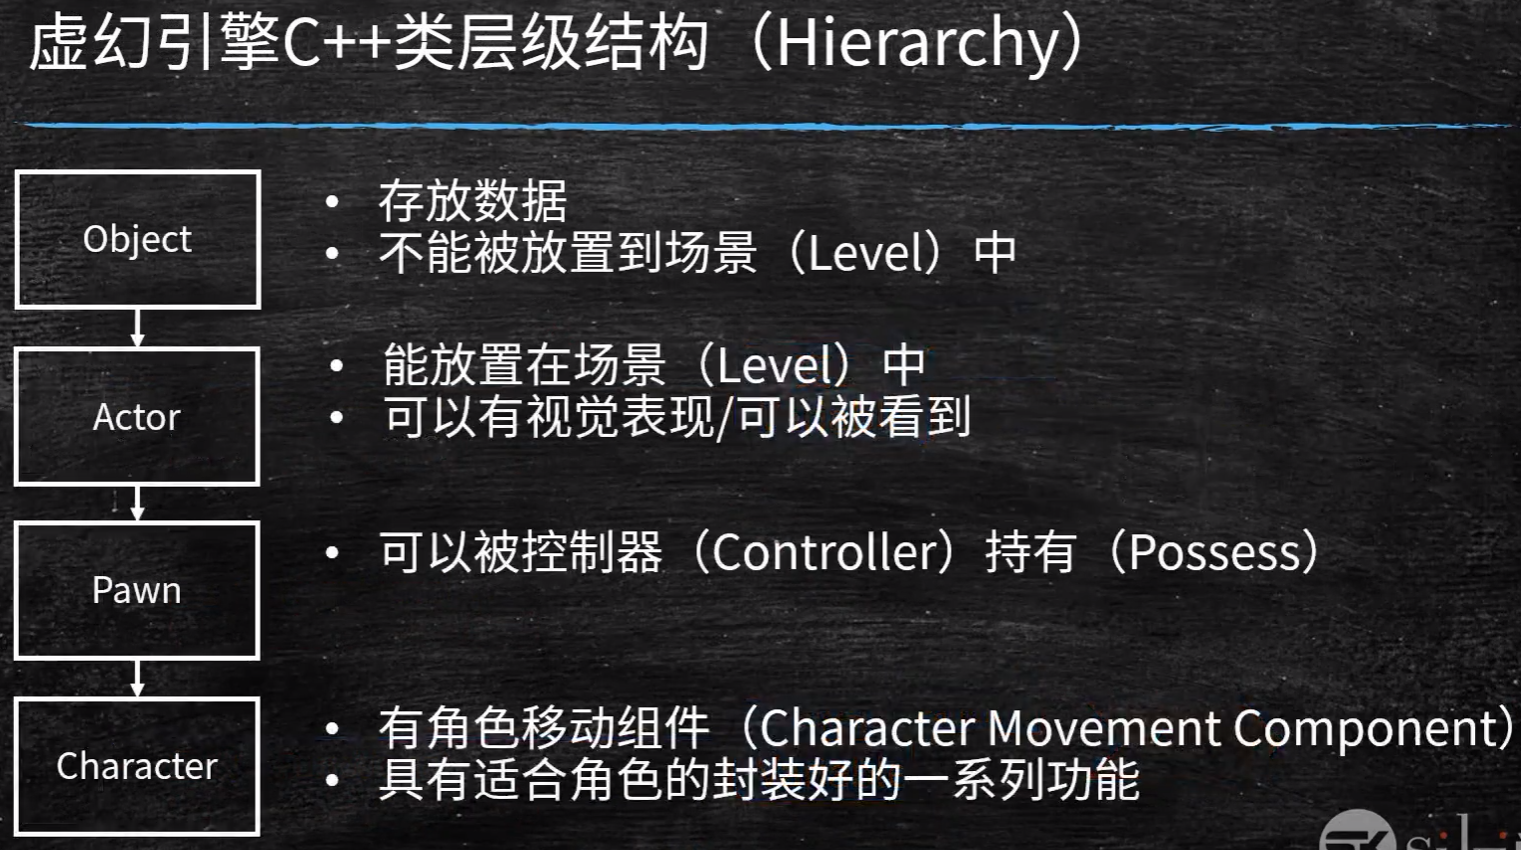 虚幻引擎C++类层级结构（Hierarchy）
Object
• 存放数据
• 不能被放置到场景（Level）中
Actor
• 能放置在场景（Level）中
• 可以有视觉表现/可以被看到
Pawn
• 可以被控制器（Controller）持有（Possess）
Character
• 有角色移动组件（Character Movement Component）
• 具有适合角色的封装好的一系列功能